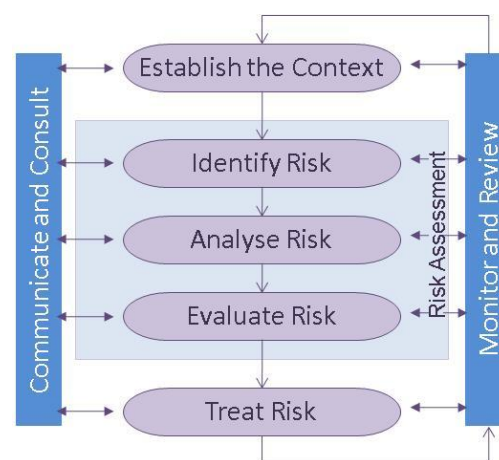 Establish the Context
Identify Risk
Analyse Risk
Evaluate Risk
Treat Risk
Communicate and Consult
Risk Assessment
Monitor and Review